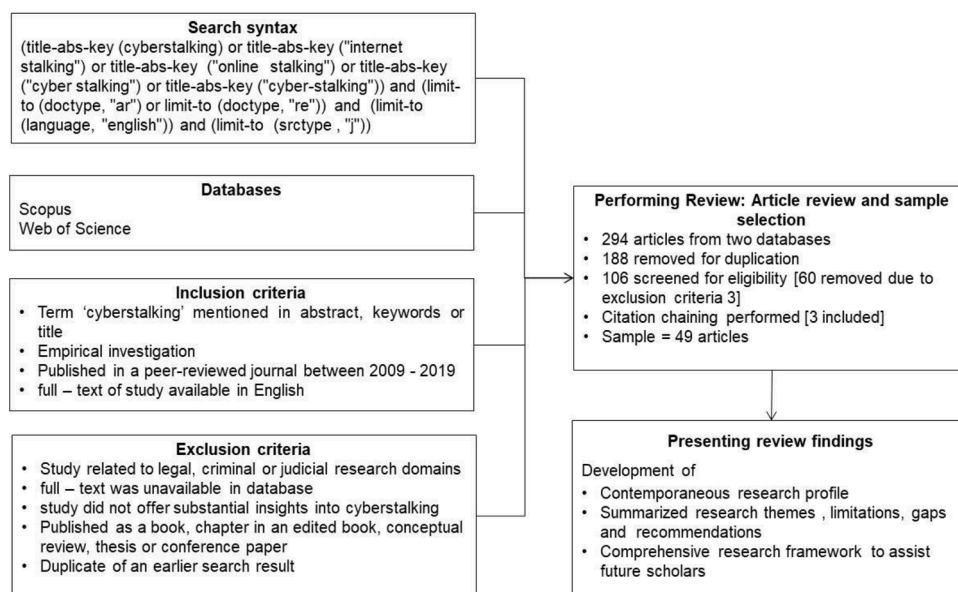 Search syntax
(title-abs-key (cyberstalking) or title-abs-key ("internet
stalking") or title-abs-key ("online stalking") or title-abs-key
("cyber stalking") or title-abs-key ("cyber-stalking")) and (limit-
to (doctype, "ar") or limit-to (doctype, "re")) and (limit-to
(language, "english")) and (limit-to (srctype , "j"))
Databases
Scopus
Web of Science
Inclusion criteria
• Term ‘cyberstalking’ mentioned in abstract, keywords or
title
• Empirical investigation
• Published in a peer-reviewed journal between 2009 - 2019
• full – text of study available in English
Exclusion criteria
• Study related to legal, criminal or judicial research domains
• full – text was unavailable in database
• study did not offer substantial insights into cyberstalking
• Published as a book, chapter in an edited book, conceptual
review, thesis or conference paper
• Duplicate of an earlier search result
Performing Review: Article review and sample
selection
• 294 articles from two databases
• 188 removed for duplication
• 106 screened for eligibility [60 removed due to
exclusion criteria 3]
• Citation chaining performed [3 included]
• Sample = 49 articles
Presenting review findings
Development of
• Contemporaneous research profile
• Summarized research themes , limitations, gaps
and recommendations
• Comprehensive research framework to assist
future scholars